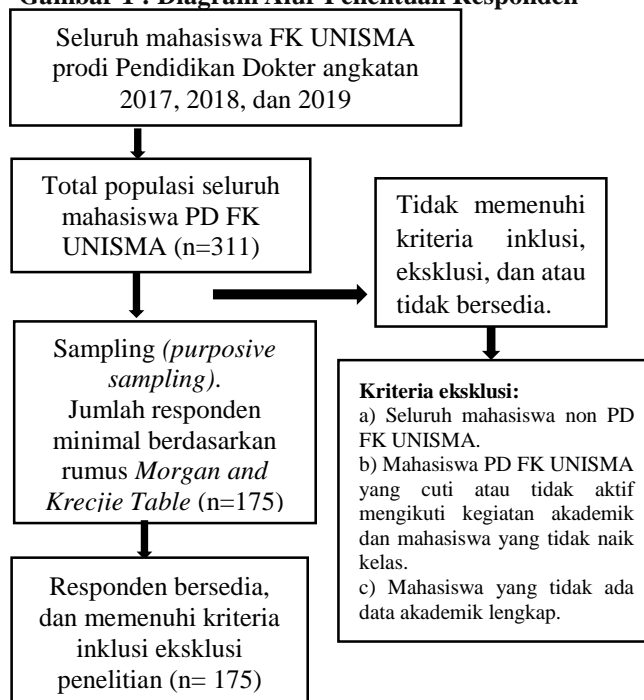 Gambar 1 : Diagram Alur Penentuan Responden
Seluruh mahasiswa FK UNISMA
prodi Pendidikan Dokter angkatan
2017, 2018, dan 2019
Total populasi seluruh
mahasiswa PD FK
UNISMA (n=311)
Tidak memenuhi
kriteria inklusi,
eksklusi, dan atau
tidak bersedia.
Sampling (purposive
sampling).
Jumlah responden
minimal berdasarkan
rumus Morgan and
Krecjie Table (n=175)
Kriteria eksklusi:
a) Seluruh mahasiswa non PD
FK UNISMA.
b) Mahasiswa PD FK UNISMA
yang cuti atau tidak aktif
mengikuti kegiatan akademik
dan mahasiswa yang tidak naik
kelas.
c) Mahasiswa yang tidak ada
data akademik lengkap.
Responden bersedia,
dan memenuhi kriteria
inklusi eksklusi
penelitian (n= 175)